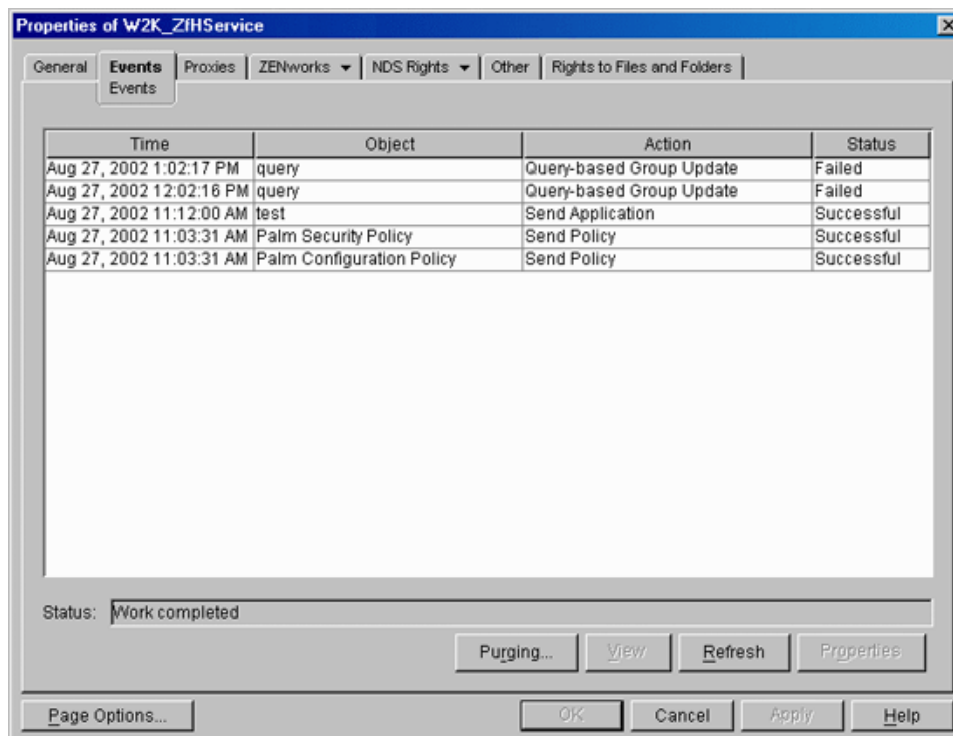 Properties of W2K_ZfHService
General Events Proxies ZENworks NDS Rights Other Rights to Files and Folders
Events
Time Object Action Status
Aug 27, 2002 1:02:17 PM query Query-based Group Update Failed
Aug 27, 2002 12:02:16 PM query Query-based Group Update Failed
Aug 27, 2002 11:12:00 AM test Send Application Successful
Aug 27, 2002 11:03:31 AM Palm Security Policy Send Policy Successful
Aug 27, 2002 11:03:31 AM Palm Configuration Policy Send Policy Successful
Status: Work completed
Purging... View Refresh Properties
Page Options... OK Cancel Apply Help